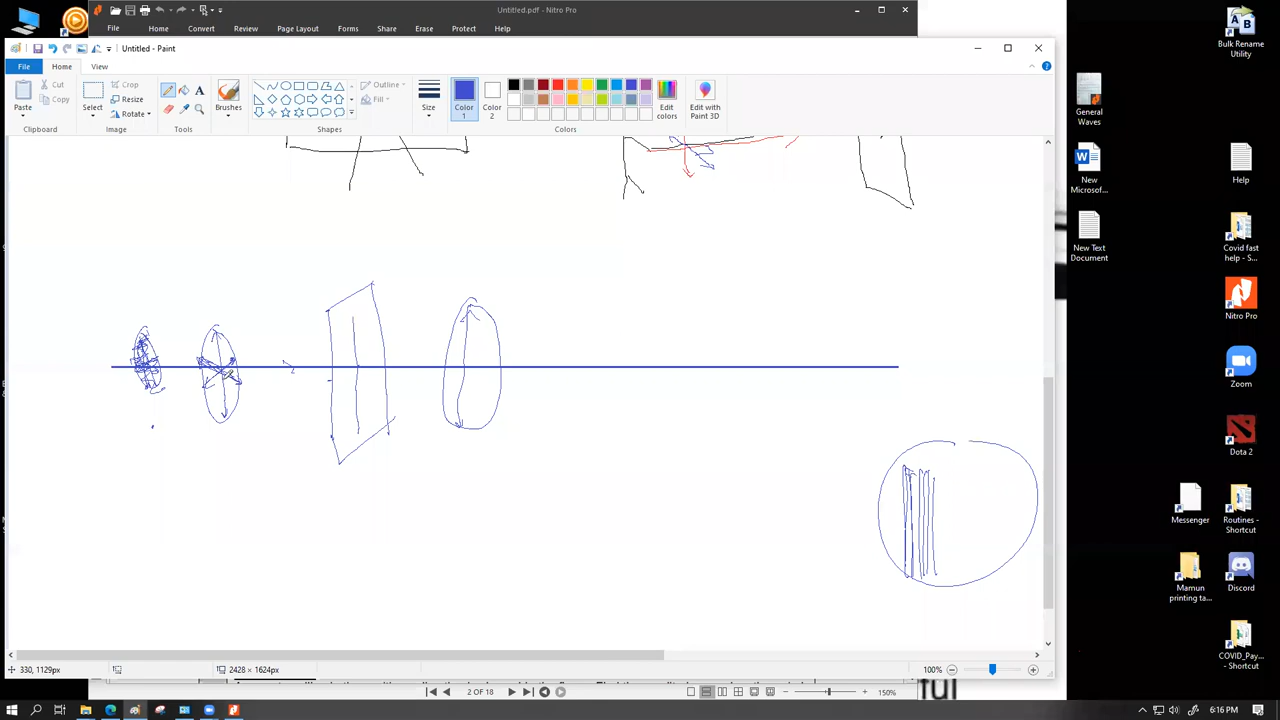 Untitled.pdf - Nitro Pro
File Home Convert Review Page Layout Forms Share Erase Protect Help
Untitled - Paint
File Home View
Paste
Cut
Copy
Clipboard
Select
Crop
Resize
Rotate
Image
Tools
Brushes
Shapes
Outline
Fill
Size
Color 1
Color 2
Edit colors
Edit with Paint 3D
Colors
330, 1129px
2428 × 1624px
100%
2 OF 18
150%
ful
Bulk Rename Utility
General Waves
New Microsof...
Help
New Text Document
Covid fast help - S...
Nitro Pro
Zoom
Dota 2
Messenger
Routines - Shortcut
Mamun printing ta...
Discord
COVID_Pay... - Shortcut
6:16 PM